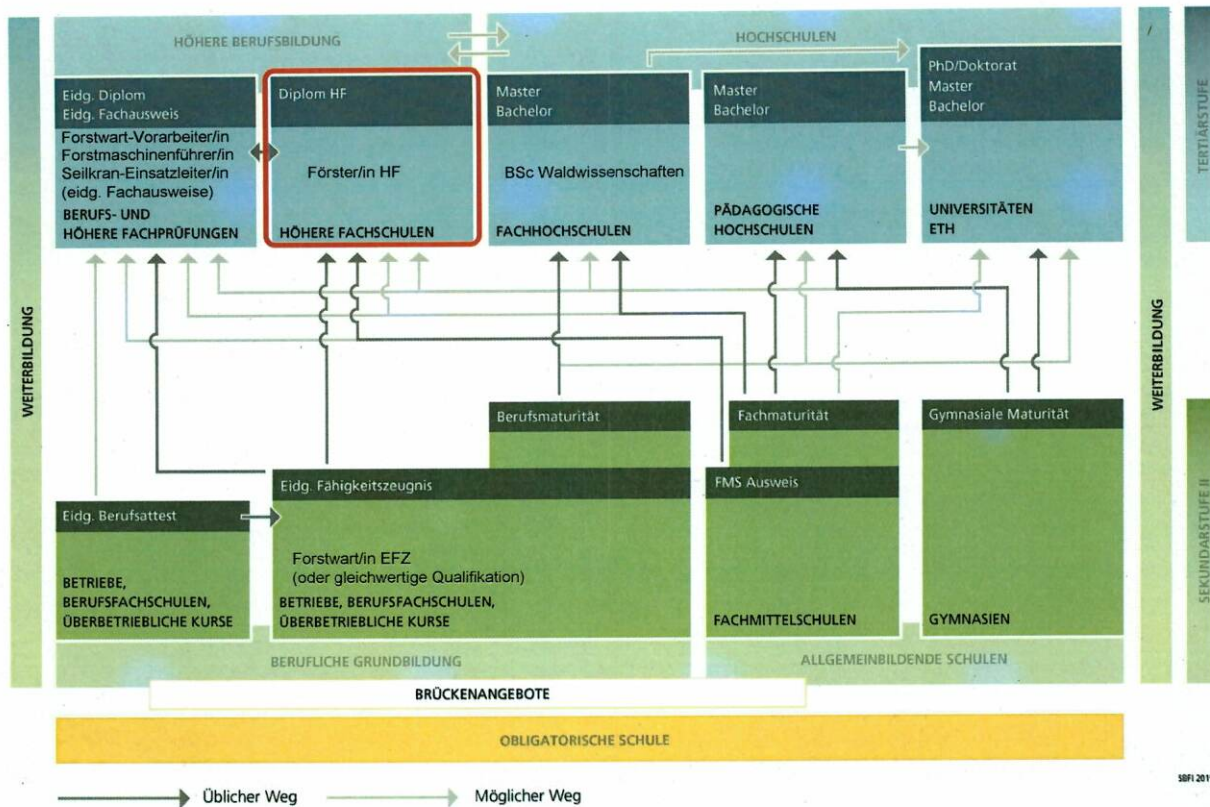 HÖHERE BERUFSBILDUNG
HOCHSCHULEN
Eidg. Diplom
Eidg. Fachausweis
Forstwart-Vorarbeiter/in
Forstmaschinenführer/in
Seilkran-Einsatzleiter/in
(eidg. Fachausweise)
BERUFS- UND
HÖHERE FACHPRÜFUNGEN
Diplom HF
Förster/in HF
HÖHERE FACHSCHULEN
Master
Bachelor
BSc Waldwissenschaften
FACHHOCHSCHULEN
Master
Bachelor
PÄDAGOGISCHE
HOCHSCHULEN
PhD/Doktorat
Master
Bachelor
UNIVERSITÄTEN
ETH
TERTIÄRSTUFE
WEITERBILDUNG
WEITERBILDUNG
Berufsmaturität
Fachmaturität
Gymnasiale Maturität
Eidg. Fähigkeitszeugnis
FMS Ausweis
Eidg. Berufsattest
Forstwart/in EFZ
(oder gleichwertige Qualifikation)
BETRIEBE,
BERUFSFACHSCHULEN,
ÜBERBETRIEBLICHE KURSE
BETRIEBE, BERUFSFACHSCHULEN,
ÜBERBETRIEBLICHE KURSE
FACHMITTELSCHULEN
GYMNASIEN
SEKUNDARSTUFE II
BERUFLICHE GRUNDBILDUNG
ALLGEMEINBILDENDE SCHULEN
BRÜCKENANGEBOTE
OBLIGATORISCHE SCHULE
Üblicher Weg
Möglicher Weg
SBFI 2019